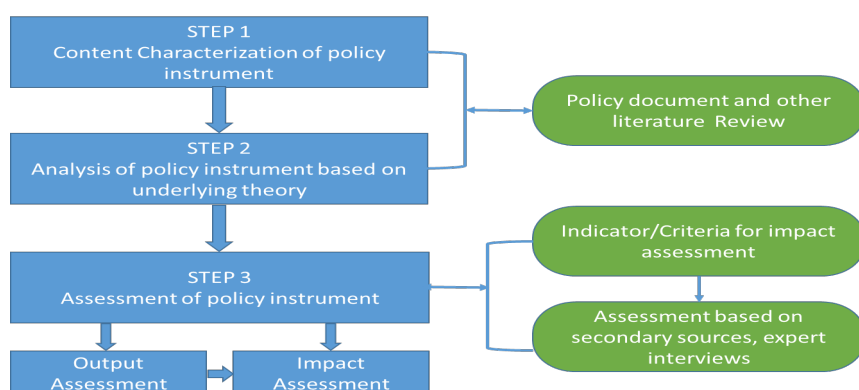 STEP 1
Content Characterization of policy
instrument
Policy document and other
literature Review
STEP 2
Analysis of policy instrument based on
underlying theory
Indicator/Criteria for impact
assessment
STEP 3
Assessment of policy instrument
Assessment based on
secondary sources, expert
interviews
Output
Assessment
Impact
Assessment